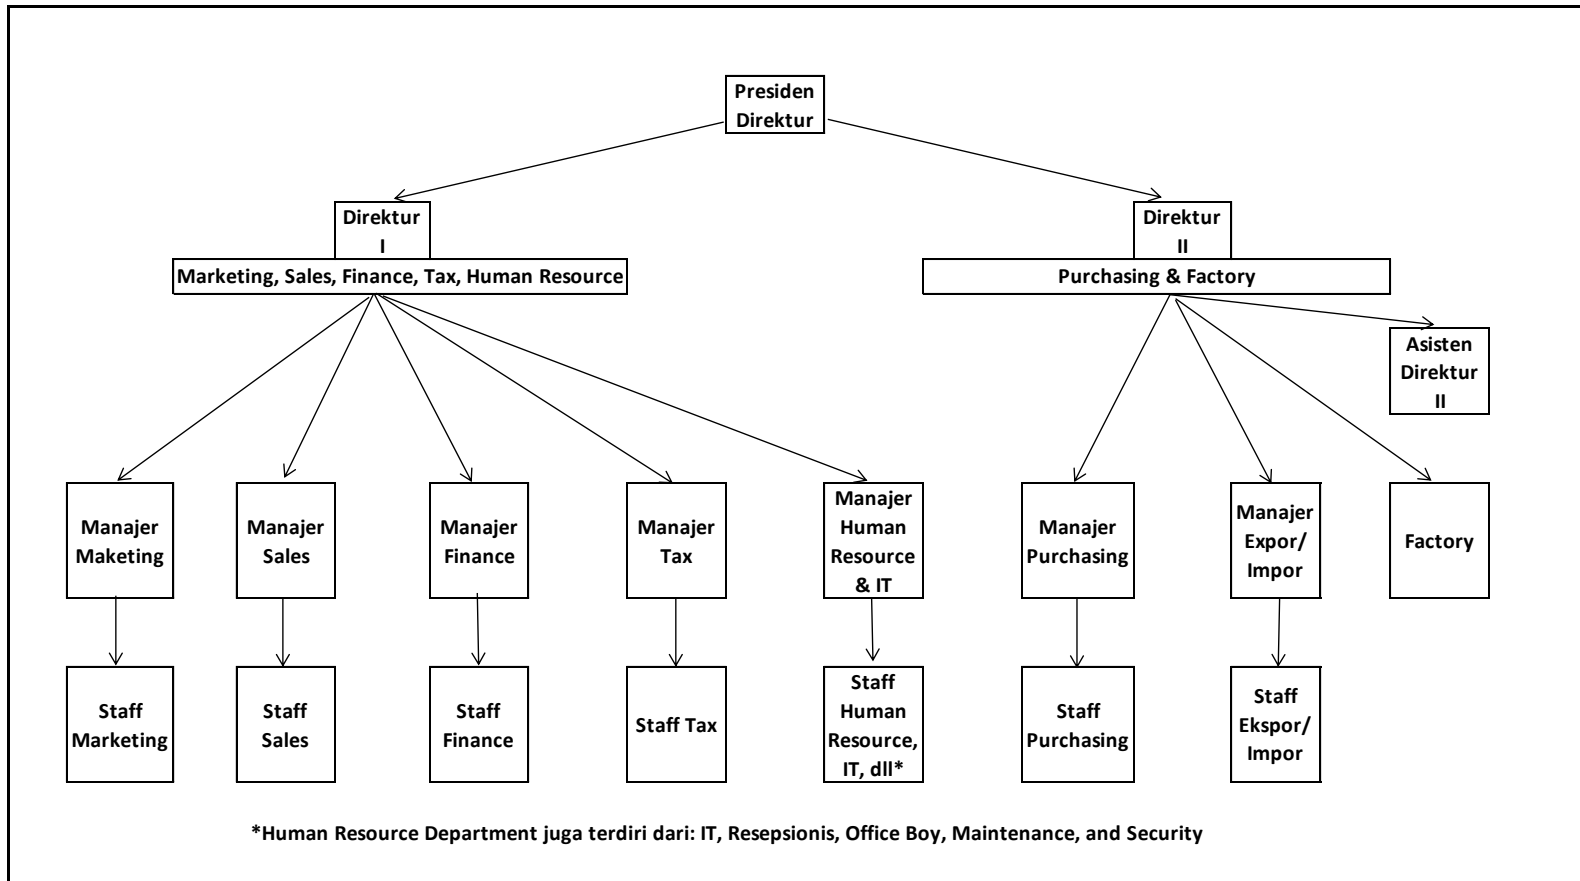 Presiden
Direktur
Direktur
I
Marketing, Sales, Finance, Tax, Human Resource
Direktur
II
Purchasing & Factory
Asisten
Direktur
II
Manajer
Maketing
Manajer
Sales
Manajer
Finance
Manajer
Tax
Manajer
Human
Resource
& IT
Manajer
Purchasing
Manajer
Expor/
Impor
Factory
Staff
Marketing
Staff
Sales
Staff
Finance
Staff Tax
Staff
Human
Resource,
IT, dll*
Staff
Purchasing
Staff
Ekspor/
Impor
*Human Resource Department juga terdiri dari: IT, Resepsionis, Office Boy, Maintenance, and Security